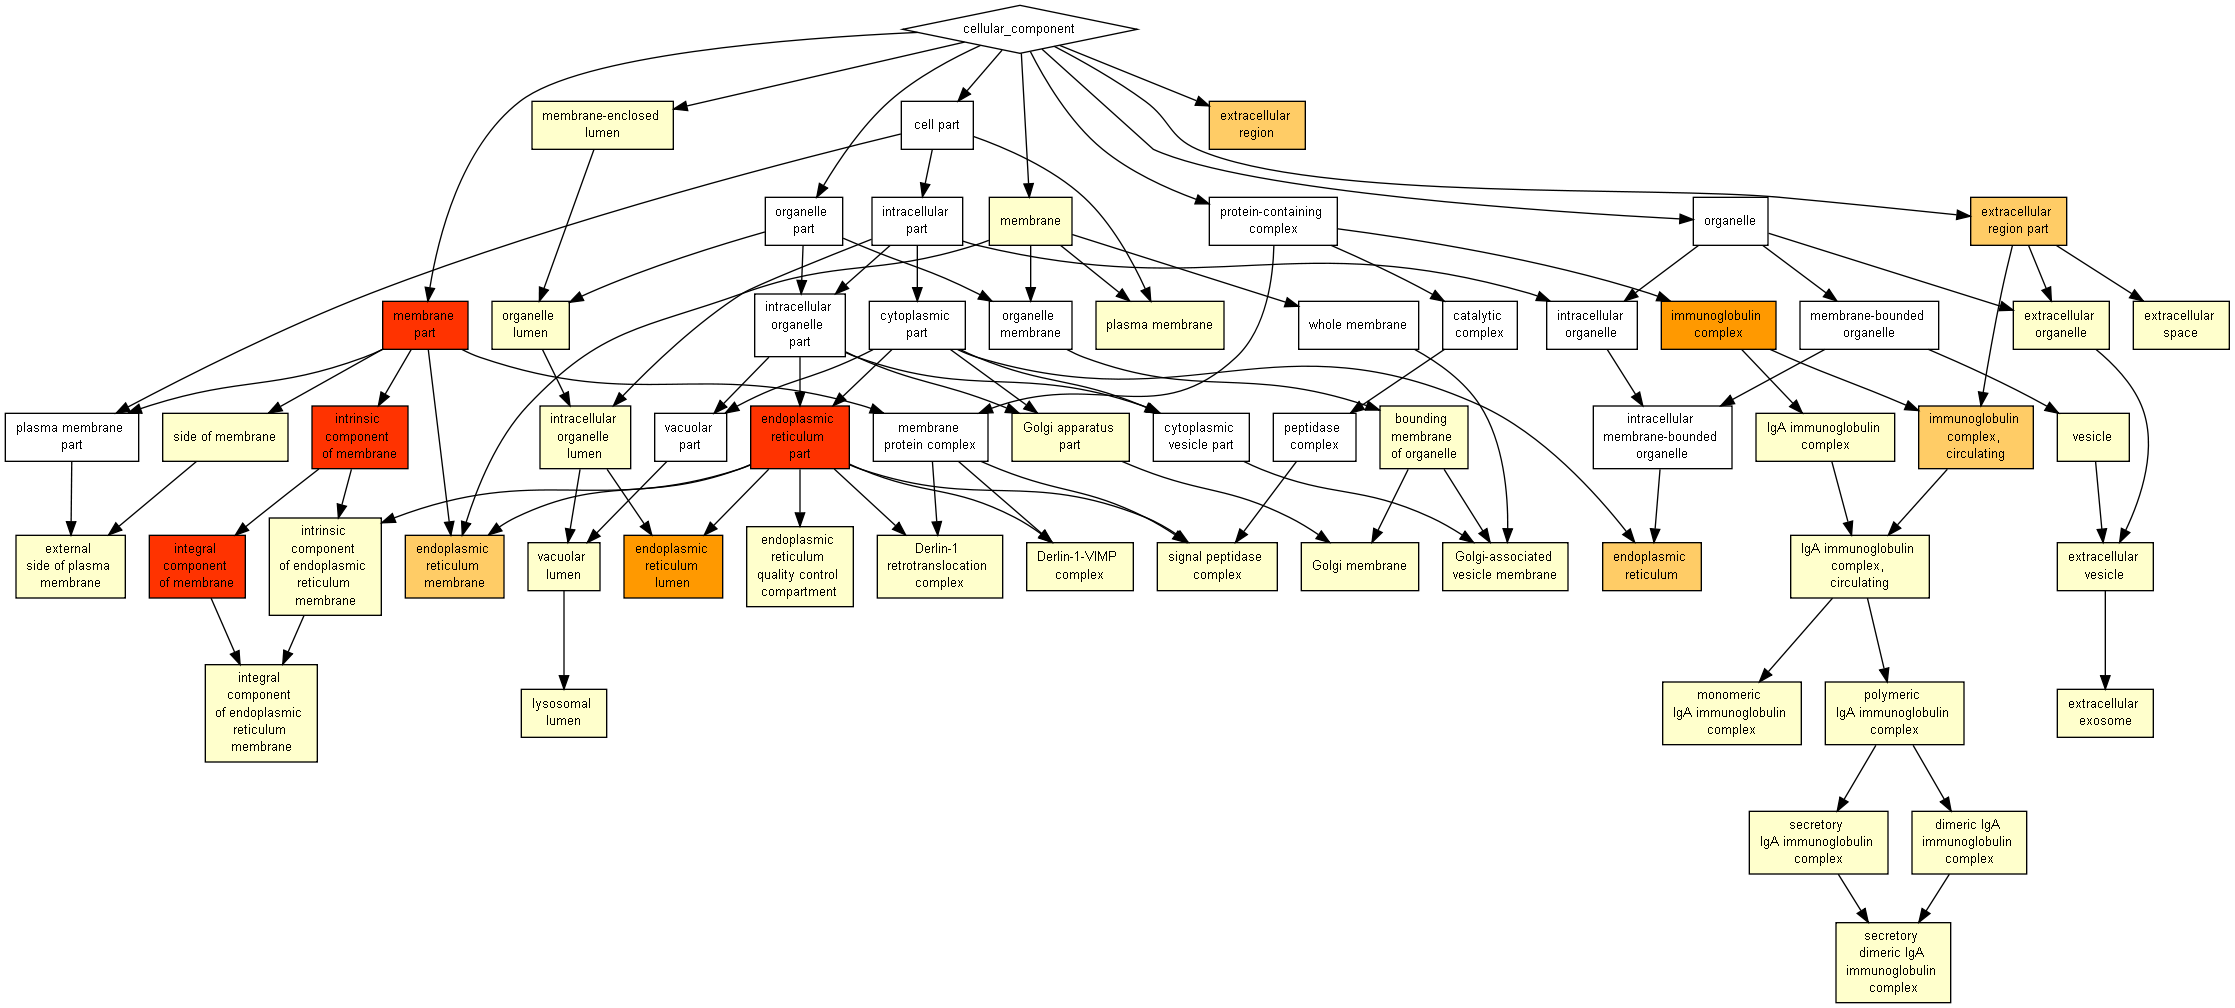 cellular_component
membrane-enclosed
lumen
cell part
extracellular
region
organelle
part
intracellular
part
membrane
protein-containing
complex
organelle
extracellular
region part
membrane
part
organelle
lumen
intracellular
organelle
part
cytoplasmic
part
organelle
membrane
plasma membrane
whole membrane
catalytic
complex
intracellular
organelle
immunoglobulin
complex
membrane-bounded
organelle
extracellular
organelle
extracellular
space
plasma membrane
part
side of membrane
intrinsic
component
of membrane
intracellular
organelle
lumen
vacuolar
part
endoplasmic
reticulum
part
membrane
protein complex
Golgi apparatus
part
cytoplasmic
vesicle part
peptidase
complex
bounding
membrane
of organelle
intracellular
membrane-bounded
organelle
IgA immunoglobulin
complex
immunoglobulin
complex,
circulating
vesicle
external
side of plasma
membrane
integral
component
of membrane
intrinsic
component
of endoplasmic
reticulum
membrane
endoplasmic
reticulum
membrane
vacuolar
lumen
endoplasmic
reticulum
lumen
endoplasmic
reticulum
quality control
compartment
Derlin-1
retrotranslocation
complex
Derlin-1-VIMP
complex
signal peptidase
complex
Golgi membrane
Golgi-associated
vesicle membrane
endoplasmic
reticulum
IgA immunoglobulin
complex,
circulating
extracellular
vesicle
integral
component
of endoplasmic
reticulum
membrane
lysosomal
lumen
monomeric
IgA immunoglobulin
complex
polymeric
IgA immunoglobulin
complex
extracellular
exosome
secretory
IgA immunoglobulin
complex
dimeric IgA
immunoglobulin
complex
secretory
dimeric IgA
immunoglobulin
complex